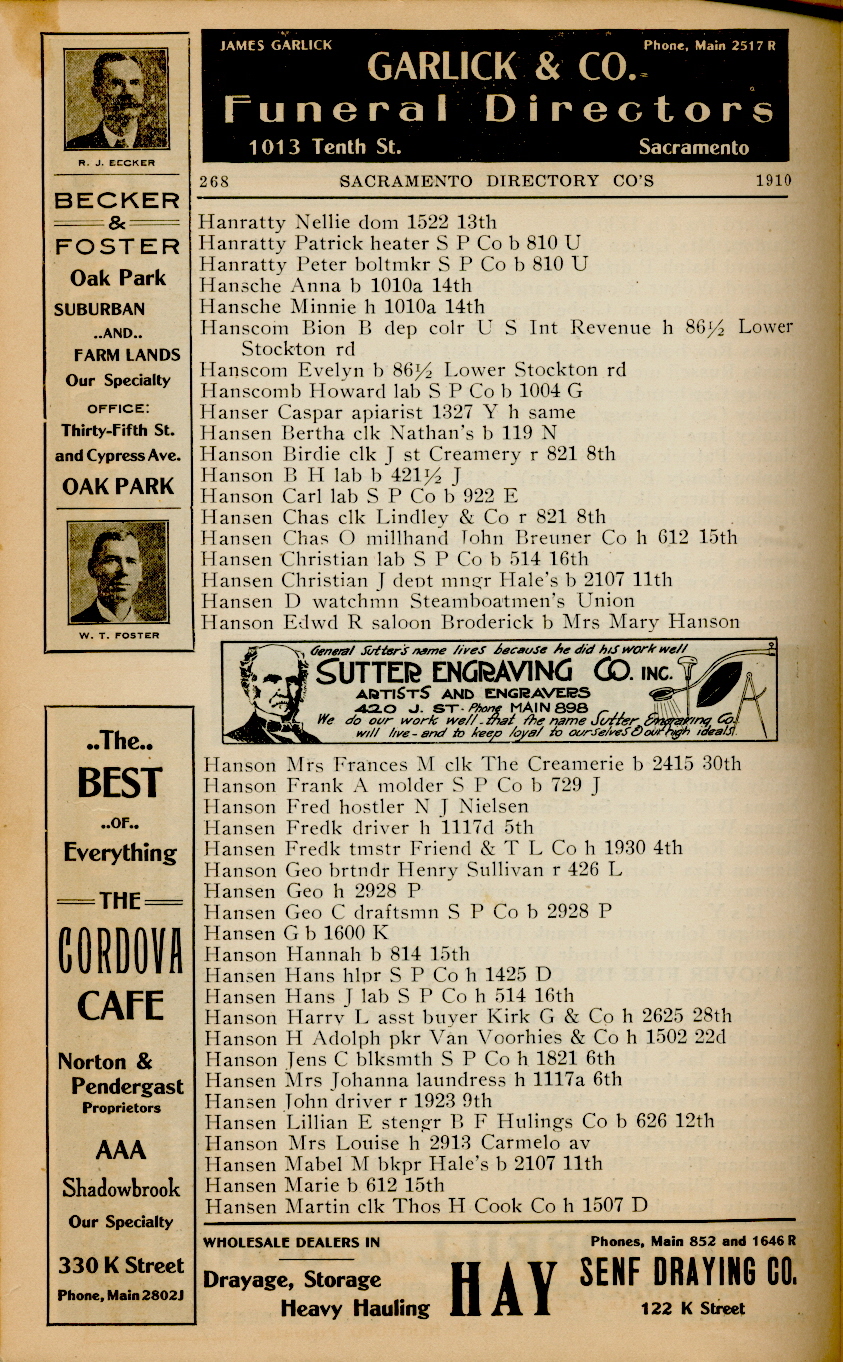 JAMES GARLICK
Phone, Main 2517 R
GARLICK & CO.
Funeral Directors
1013 Tenth St.
Sacramento
268 SACRAMENTO DIRECTORY CO'S 1910
R. J. ECCKER
BECKER
&
FOSTER
Oak Park
SUBURBAN
..AND..
FARM LANDS
Our Specialty
OFFICE:
Thirty-Fifth St.
and Cypress Ave.
OAK PARK
W. T. FOSTER
Hanratty Nellie dom 1522 13th
Hanratty Patrick heater S P Co b 810 U
Hanratty Peter boltmkr S P Co b 810 U
Hansche Anna b 1010a 14th
Hansche Minnie h 1010a 14th
Hanscom Bion B dep colr U S Int Revenue h 86½ Lower
Stockton rd
Hanscom Evelyn b 86½ Lower Stockton rd
Hanscomb Howard lab S P Co b 1004 G
Hanser Caspar apiarist 1327 Y h same
Hansen Bertha clk Nathan's b 119 N
Hanson Birdie clk J st Creamery r 821 8th
Hanson B H lab b 421½ J
Hanson Carl lab S P Co b 922 E
Hansen Chas clk Lindley & Co r 821 8th
Hansen Chas O millhand John Breuner Co h 612 15th
Hansen Christian lab S P Co b 514 16th
Hansen Christian J dept mngr Hale's b 2107 11th
Hansen D watchmn Steamboatmen's Union
Hanson Edwd R saloon Broderick b Mrs Mary Hanson
General Sutter's name lives because he did his work well
SUTTER ENGRAVING CO. INC.
ARTISTS AND ENGRAVERS
420 J. ST- Phone MAIN 898
We do our work well-that the name Sutter Engraving Co.
will live-and to keep loyal to ourselves & our high ideals.
..The..
BEST
..OF..
Everything
THE
CORDOVA
CAFE
Norton &
Pendergast
Proprietors
AAA
Shadowbrook
Our Specialty
330 K Street
Phone, Main 2802J
Hanson Mrs Frances M clk The Creamerie b 2415 30th
Hanson Frank A molder S P Co b 729 J
Hanson Fred hostler N J Nielsen
Hansen Fredk driver h 1117d 5th
Hansen Fredk tmstr Friend & T L Co h 1930 4th
Hanson Geo brtndr Henry Sullivan r 426 L
Hansen Geo h 2928 P
Hansen Geo C draftsmn S P Co b 2928 P
Hansen G b 1600 K
Hanson Hannah b 814 15th
Hansen Hans hlpr S P Co h 1425 D
Hansen Hans J lab S P Co h 514 16th
Hanson Harry L asst buyer Kirk G & Co h 2625 28th
Hanson H Adolph pkr Van Voorhies & Co h 1502 22d
Hanson Jens C blksmth S P Co h 1821 6th
Hansen Mrs Johanna laundress h 1117a 6th
Hansen John driver r 1923 9th
Hansen Lillian E stengr B F Hulings Co b 626 12th
Hanson Mrs Louise h 2913 Carmelo av
Hansen Mabel M bkpr Hale's b 2107 11th
Hansen Marie b 612 15th
Hansen Martin clk Thos H Cook Co h 1507 D
WHOLESALE DEALERS IN
Drayage, Storage
Heavy Hauling
HAY
Phones, Main 852 and 1646 R
SENF DRAYING CO.
122 K Street